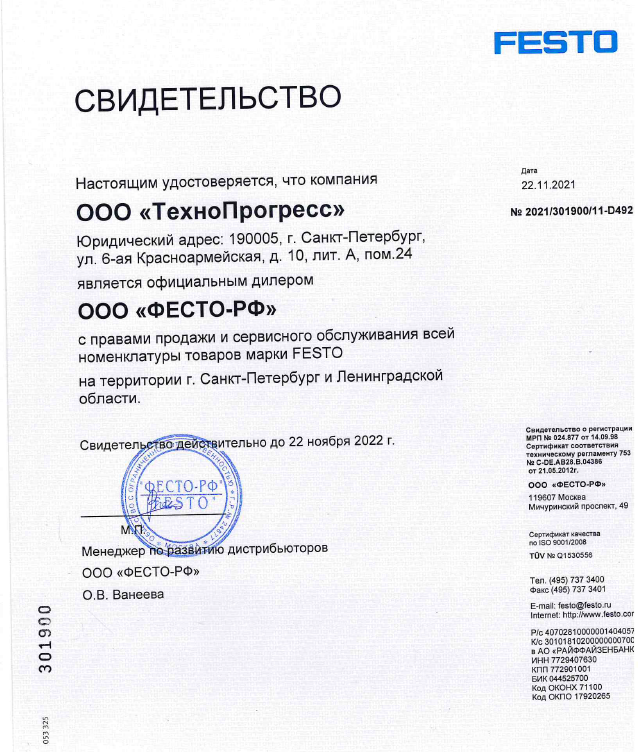 FESTO
СВИДЕТЕЛЬСТВО
Дата
22.11.2021
№ 2021/301900/11-D492
Настоящим удостоверяется, что компания
ООО «ТехноПрогресс»
Юридический адрес: 190005, г. Санкт-Петербург,
ул. 6-ая Красноармейская, д. 10, лит. А, пом.24
является официальным дилером
ООО «ФЕСТО-РФ»
с правами продажи и сервисного обслуживания всей
номенклатуры товаров марки FESTO
на территории г. Санкт-Петербург и Ленинградской
области.
Свидетельство действительно до 22 ноября 2022 г.
"ФЕСТО-РФ"
"FESTO"
МОСКВА
М.П.
Менеджер по развитию дистрибьюторов
ООО «ФЕСТО-РФ»
О.В. Ванеева
Свидетельство о регистрации
МРП № 024.877 от 14.09.98
Сертификат соответствия
техническому регламенту 753
№ C-DE.АВ28.В.04386
от 21.05.2012г.
ООО «ФЕСТО-РФ»
119607 Москва
Мичуринский проспект, 49
Сертификат качества
по ISO 9001/2008
TÜV № Q1530556
Тел. (495) 737 3400
Факс (495) 737 3401
E-mail: festo@festo.ru
Internet: http://www.festo.com
Р/с 40702810000001404057
К/с 30101810200000000700
в АО «РАЙФФАЙЗЕНБАНК
ИНН 7729407630
КПП 772901001
БИК 044525700
Код ОКОНХ 71100
Код ОКПО 17920265
301900
053 325